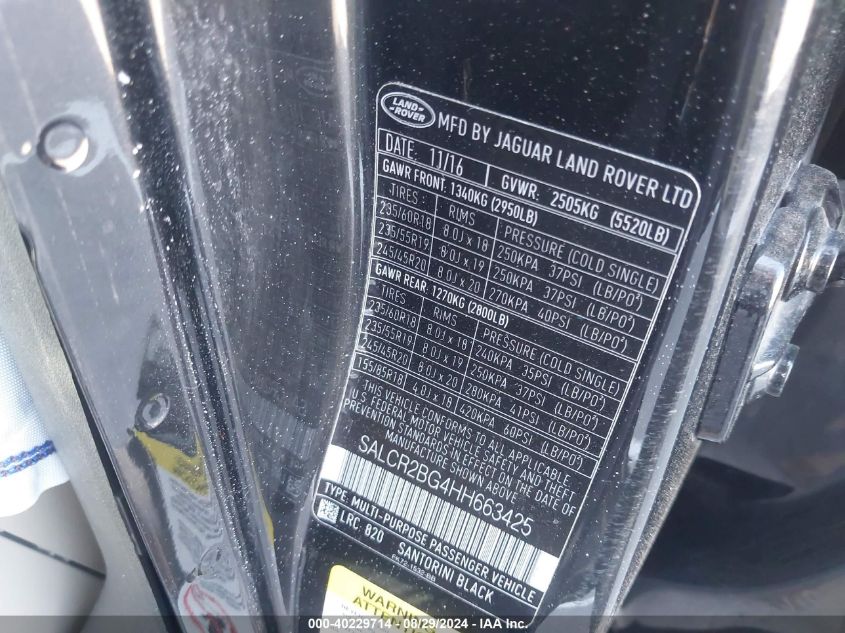 LAND
ROVER
MFD BY JAGUAR LAND ROVER LTD
DATE: 11/16 GVWR: 2505KG (5520LB)
GAWR FRONT: 1340KG (2950LB)
TIRES: RIMS PRESSURE (COLD SINGLE)
235/60R18 8.0J x 18 250KPA 37PSI (LB/PO²)
235/55R19 8.0J x 19 250KPA 37PSI (LB/PO²)
245/45R20 8.0J x 20 270KPA 40PSI (LB/PO²)
GAWR REAR: 1270KG (2800LB)
TIRES RIMS PRESSURE (COLD SINGLE)
235/60R18 8.0J x 18 240KPA 35PSI (LB/PO²)
235/55R19 8.0J x 19 250KPA 37PSI (LB/PO²)
245/45R20 8.0J x 20 280KPA 41PSI (LB/PO²)
155/85R18 4.0J x 18 420KPA 60PSI (LB/PO²)
THIS VEHICLE CONFORMS TO ALL APPLICABLE
U.S. FEDERAL MOTOR VEHICLE SAFETY AND THEFT
PREVENTION STANDARDS IN EFFECT ON THE DATE OF
MANUFACTURE SHOWN ABOVE
SALCR2BG4HH663425
TYPE: MULTI-PURPOSE PASSENGER VEHICLE
LRC: 820 SANTORINI BLACK
WARNING
000-40229714 - 08/29/2024 - IAA Inc.